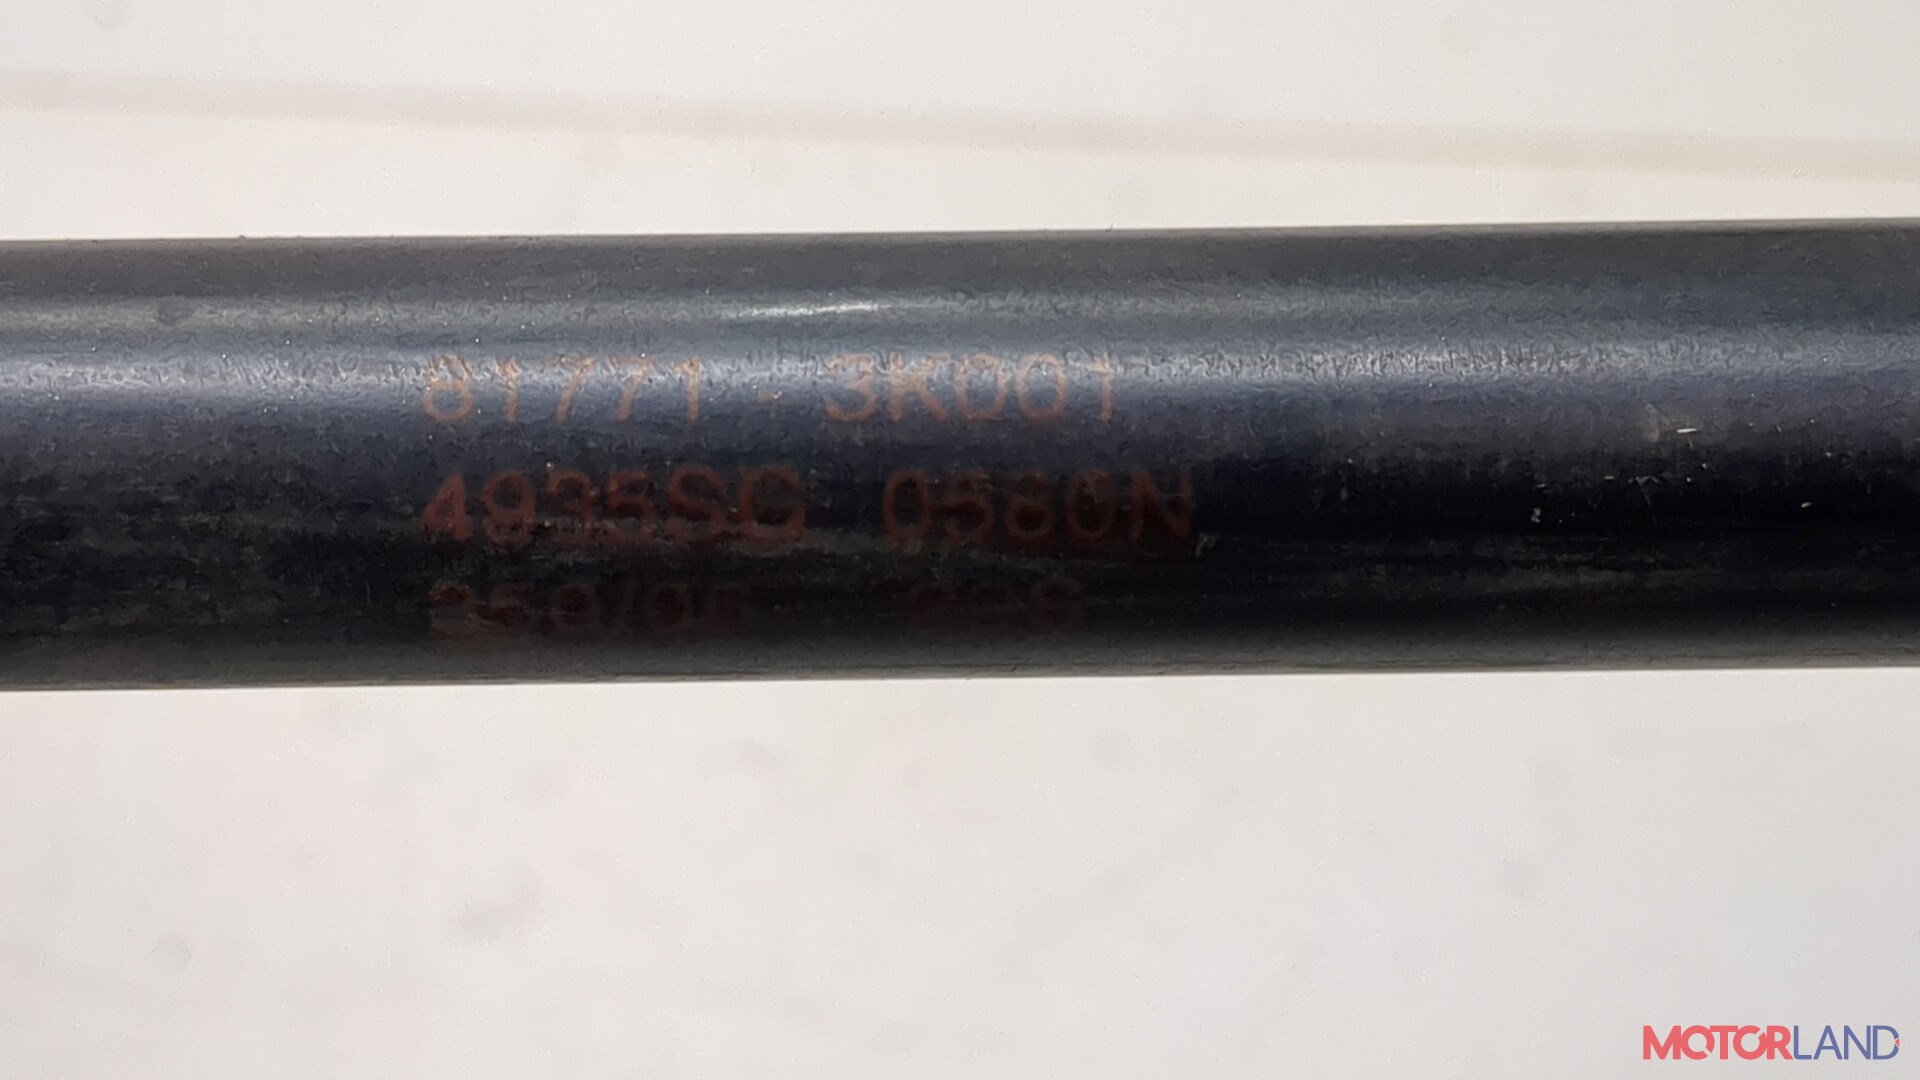 81771 - 3K001
4935SG 0580N
MOTORLAND